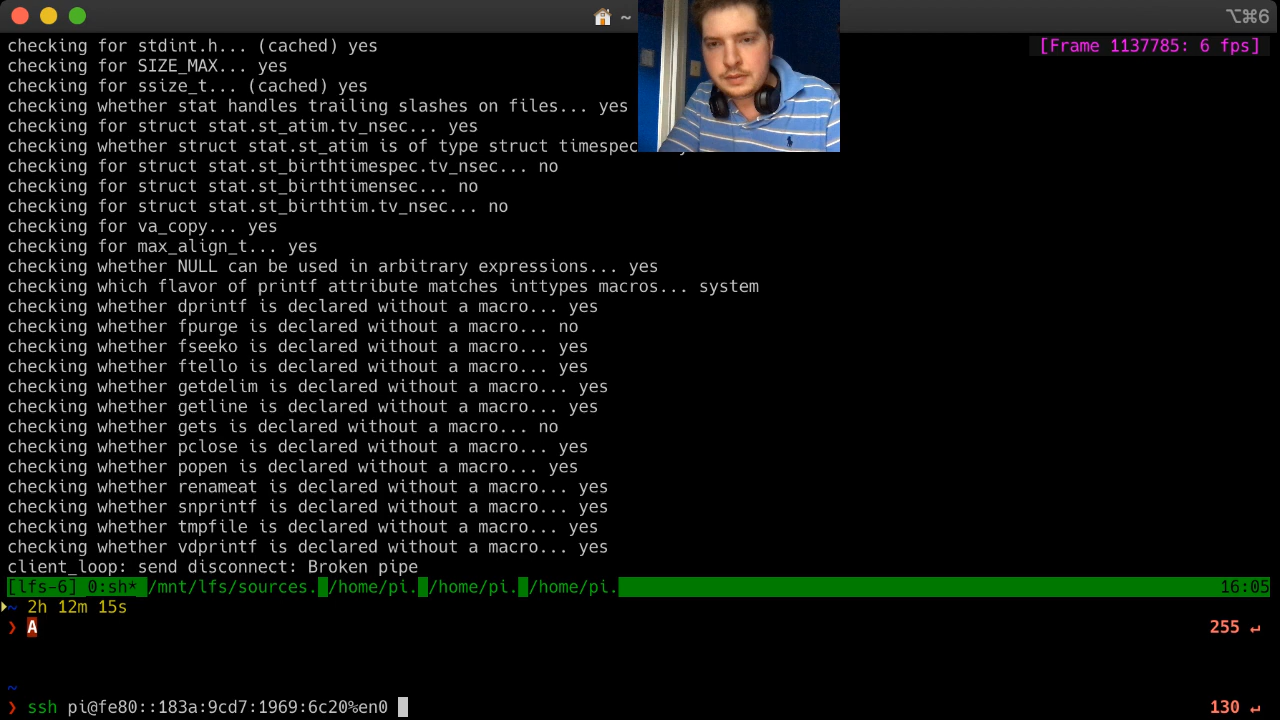 ~
⌥⌘6
checking for stdint.h... (cached) yes
[Frame 1137785: 6 fps]
checking for SIZE_MAX... yes
checking for ssize_t... (cached) yes
checking whether stat handles trailing slashes on files... yes
checking for struct stat.st_atim.tv_nsec... yes
checking whether struct stat.st_atim is of type struct timespec
checking for struct stat.st_birthtimespec.tv_nsec... no
checking for struct stat.st_birthtimensec... no
checking for struct stat.st_birthtim.tv_nsec... no
checking for va_copy... yes
checking for max_align_t... yes
checking whether NULL can be used in arbitrary expressions... yes
checking which flavor of printf attribute matches inttypes macros... system
checking whether dprintf is declared without a macro... yes
checking whether fpurge is declared without a macro... no
checking whether fseeko is declared without a macro... yes
checking whether ftello is declared without a macro... yes
checking whether getdelim is declared without a macro... yes
checking whether getline is declared without a macro... yes
checking whether gets is declared without a macro... no
checking whether pclose is declared without a macro... yes
checking whether popen is declared without a macro... yes
checking whether renameat is declared without a macro... yes
checking whether snprintf is declared without a macro... yes
checking whether tmpfile is declared without a macro... yes
checking whether vdprintf is declared without a macro... yes
client_loop: send disconnect: Broken pipe
[lfs-6] 0:sh* /mnt/lfs/sources. /home/pi. /home/pi. /home/pi. 16:05
~ 2h 12m 15s
❯ A 255 ↵
~
❯ ssh pi@fe80::183a:9cd7:1969:6c20%en0 130 ↵